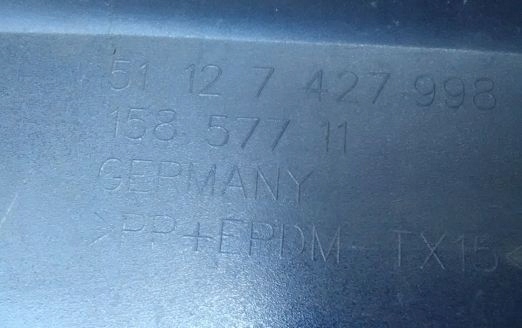 51 12 7 427 998
158 577 11
GERMANY
>PP+EPDM-TX15<